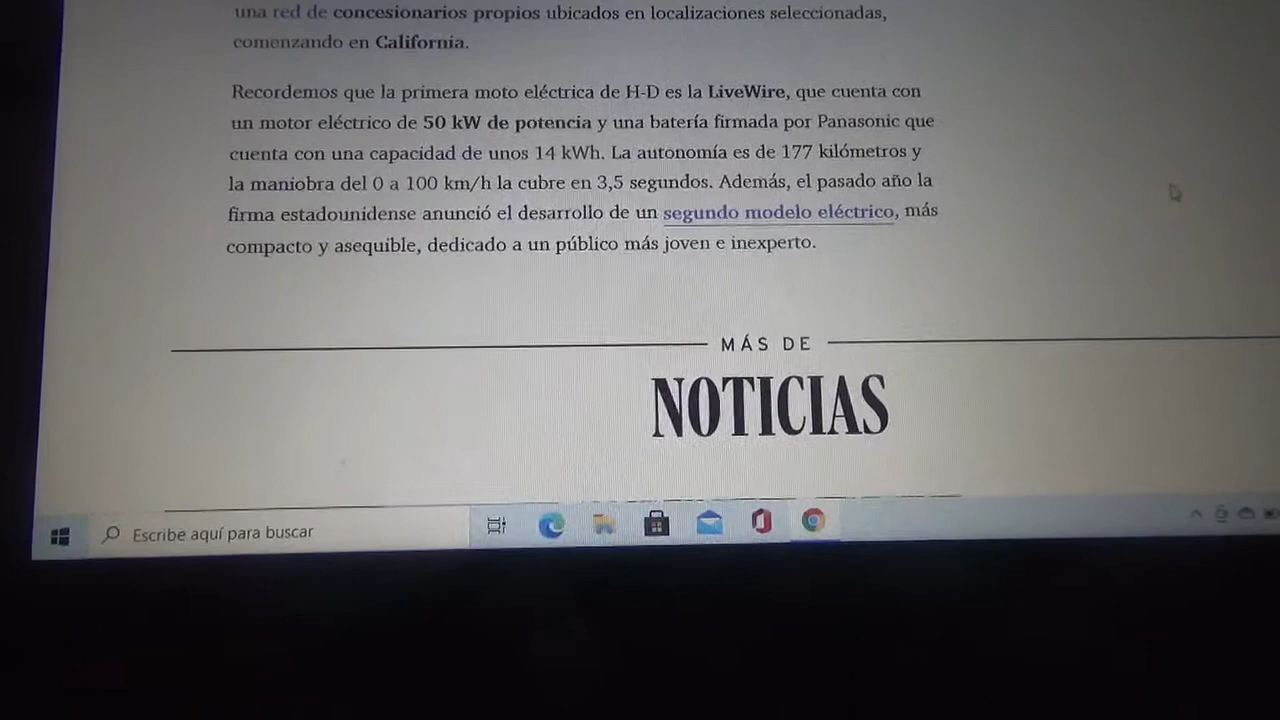 una red de concesionarios propios ubicados en localizaciones seleccionadas,
comenzando en California.
Recordemos que la primera moto eléctrica de H-D es la LiveWire, que cuenta con
un motor eléctrico de 50 kW de potencia y una batería firmada por Panasonic que
cuenta con una capacidad de unos 14 kWh. La autonomía es de 177 kilómetros y
la maniobra del 0 a 100 km/h la cubre en 3,5 segundos. Además, el pasado año la
firma estadounidense anunció el desarrollo de un segundo modelo eléctrico, más
compacto y asequible, dedicado a un público más joven e inexperto.
MÁS DE
NOTICIAS
Escribe aquí para buscar